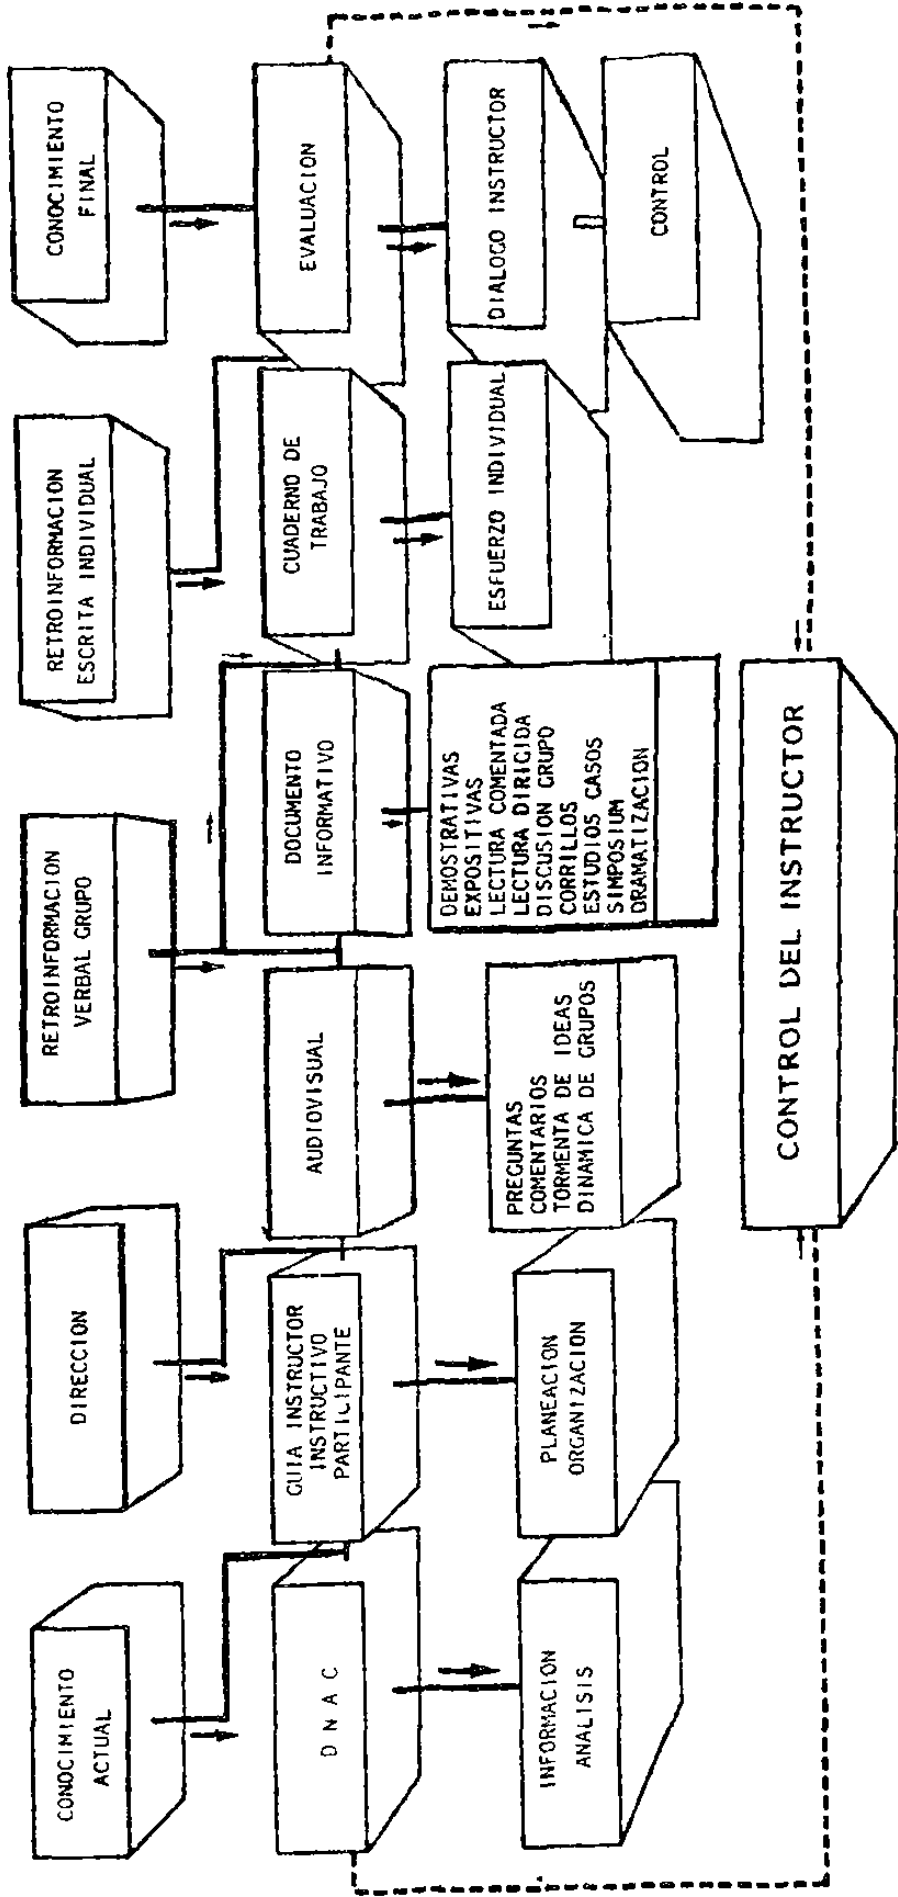 CONOCIMIENTO
ACTUAL
DIRECCION
RETROINFORMACION
VERBAL GRUPO
RETROINFORMACION
ESCRITA INDIVIDUAL
CONOCIMIENTO
FINAL
D N A C
GUIA INSTRUCTOR
INSTRUCTIVO
PARTICIPANTE
AUDIOVISUAL
DOCUMENTO
INFORMATIVO
CUADERNO DE
TRABAJO
EVALUACION
INFORMACION
ANALISIS
PLANEACION
ORGANIZACION
PREGUNTAS
COMENTARIOS
TORMENTA DE IDEAS
DINAMICA DE GRUPOS
DEMOSTRATIVAS
EXPOSITIVAS
LECTURA COMENTADA
LECTURA DIRIGIDA
DISCUSION GRUPO
CORRILLOS
ESTUDIOS CASOS
SIMPOSIUM
DRAMATIZACION
ESFUERZO INDIVIDUAL
DIALOGO INSTRUCTOR
CONTROL
CONTROL DEL INSTRUCTOR